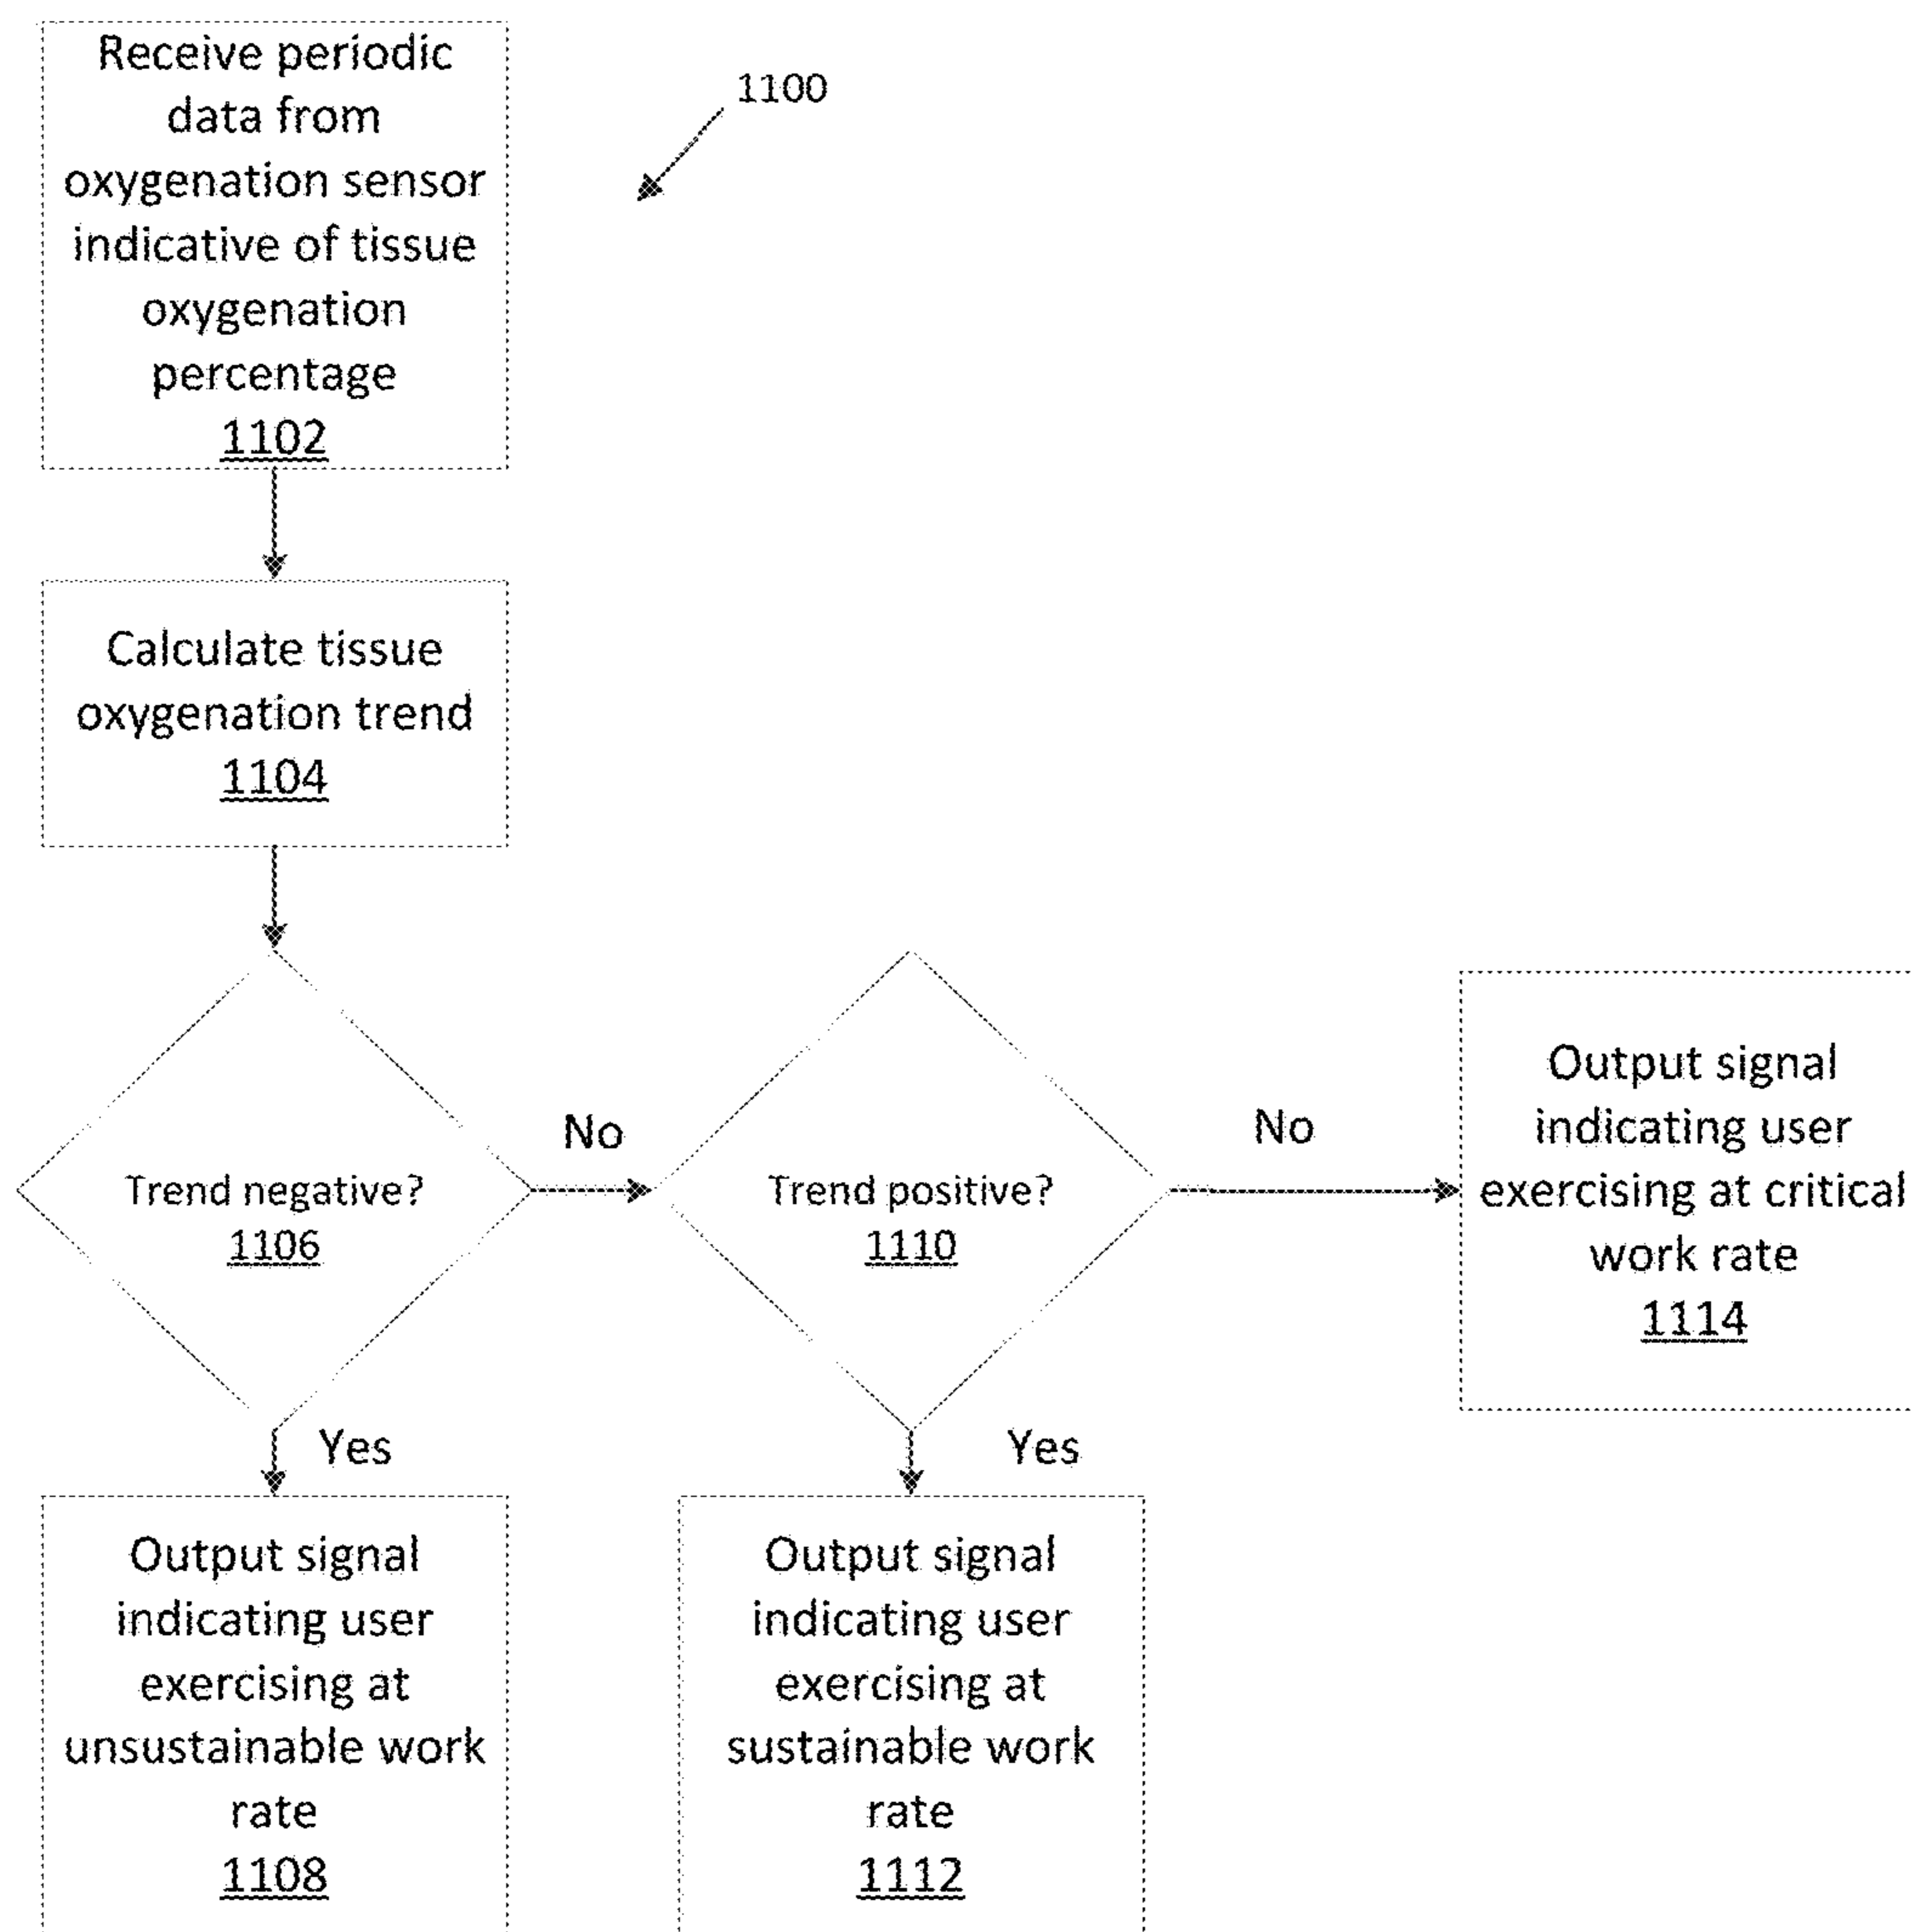 Receive periodic
data from
oxygenation sensor
indicative of tissue
oxygenation
percentage
1102
1100
Calculate tissue
oxygenation trend
1104
Trend negative?
1106
No
Trend positive?
1110
No
Output signal
indicating user
exercising at critical
work rate
1114
Yes
Output signal
indicating user
exercising at
unsustainable work
rate
1108
Yes
Output signal
indicating user
exercising at
sustainable work
rate
1112